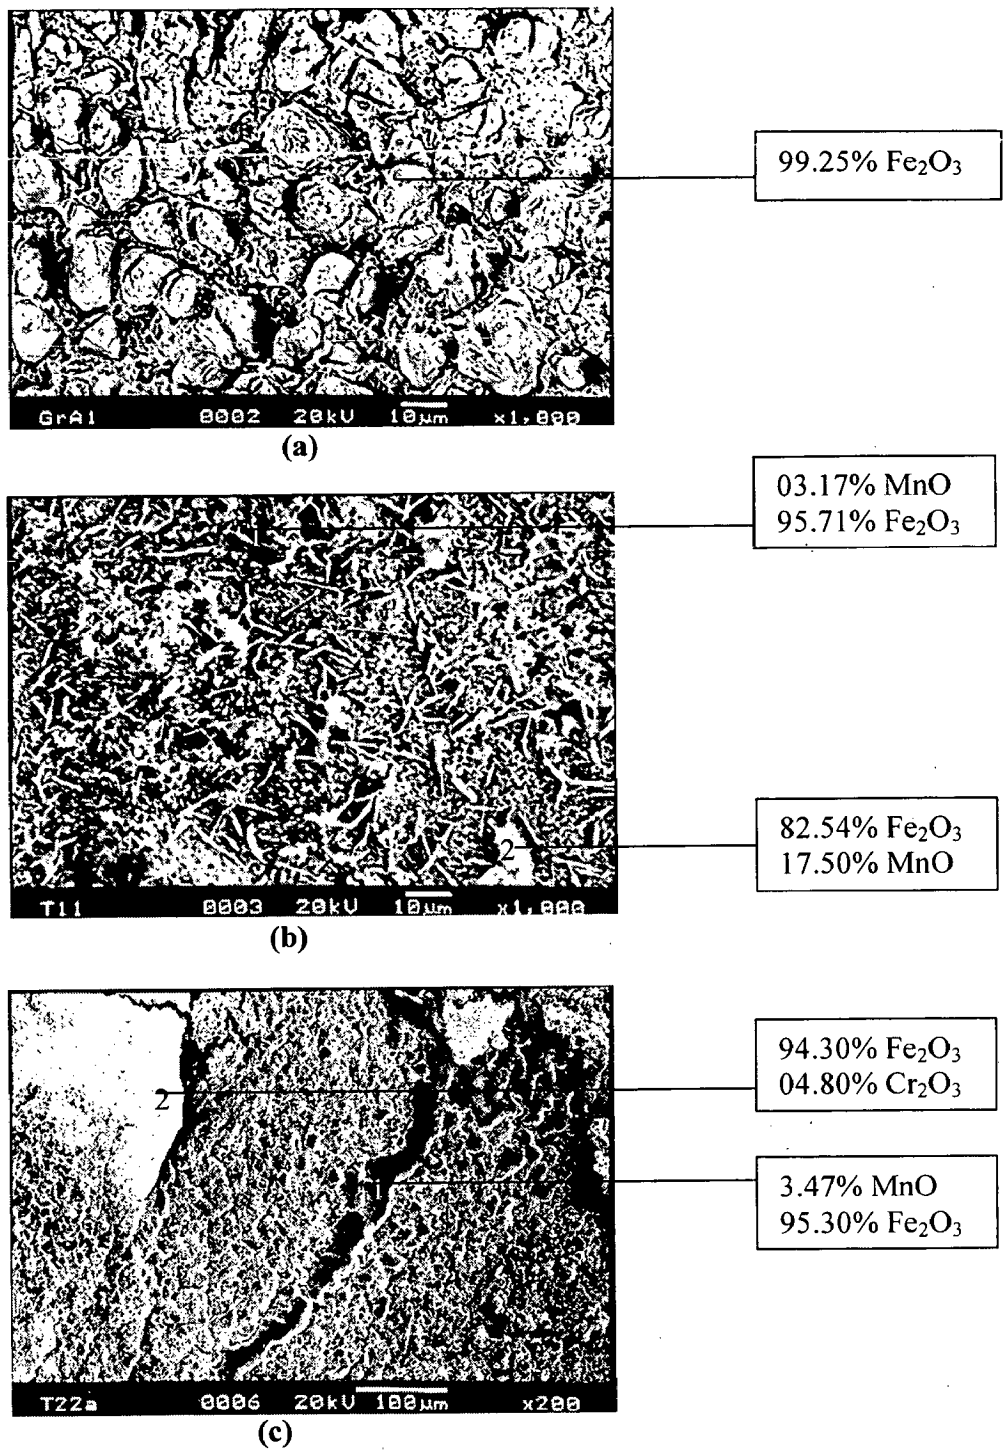 99.25% Fe₂O₃
GrA1 0002 20kV 10µm x1,000
(a)
03.17% MnO
95.71% Fe₂O₃
1
2
82.54% Fe₂O₃
17.50% MnO
T11 0003 20kV 10µm x1,000
(b)
94.30% Fe₂O₃
04.80% Cr₂O₃
2
1
3.47% MnO
95.30% Fe₂O₃
T22a 0006 20kV 100µm x200
(c)